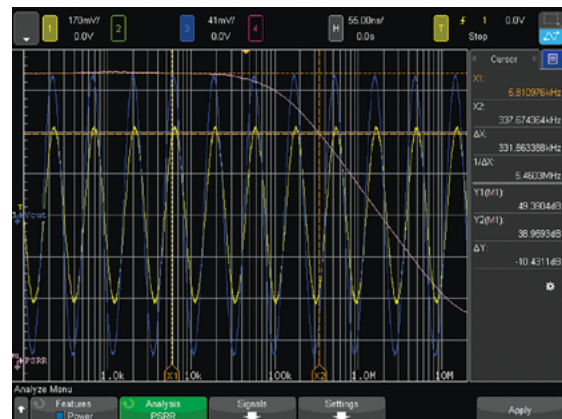 1 170mV/ 0.0V 2 3 41mV/ 0.0V 4 H 55.00ns/ 0.0s T 1 0.0V Stop
Cursor
X1:
5.810976kHz
X2:
337.674364kHz
ΔX:
331.863388kHz
1/ΔX:
5.4603MHz
Y1(M1):
49.3904dB
Y2(M1):
38.9593dB
ΔY:
-10.4311dB
T
Vout
PSRR
1.0k X1 10k 100k X2 1.0M 10M
Analyze Menu
Features Power
Analysis PSRR
Signals
Settings
Apply